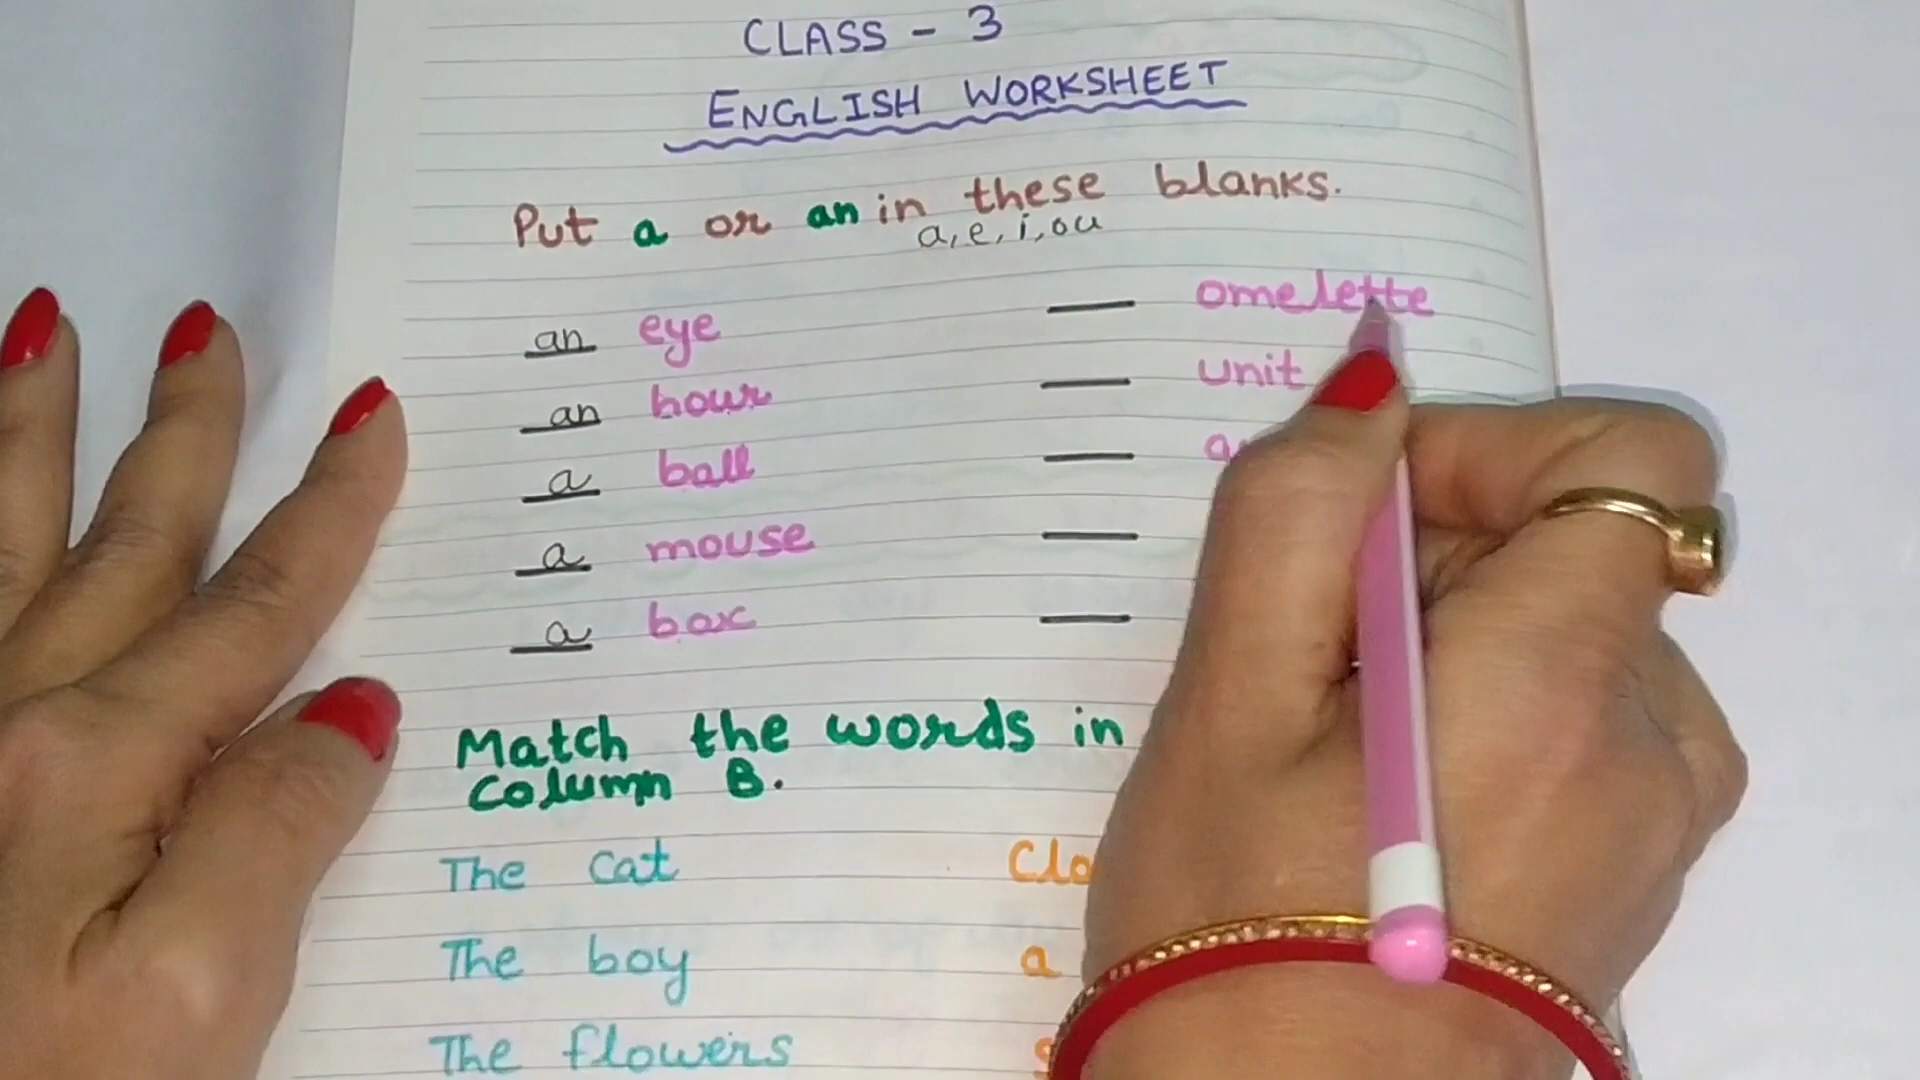 CLASS - 3
ENGLISH WORKSHEET
Put a or an in these blanks.
a, e, i, ou
an eye
omelette
an hour
unit
a ball
a mouse
a box
Match the words in
Column B.
The cat
The boy
a
The flowers